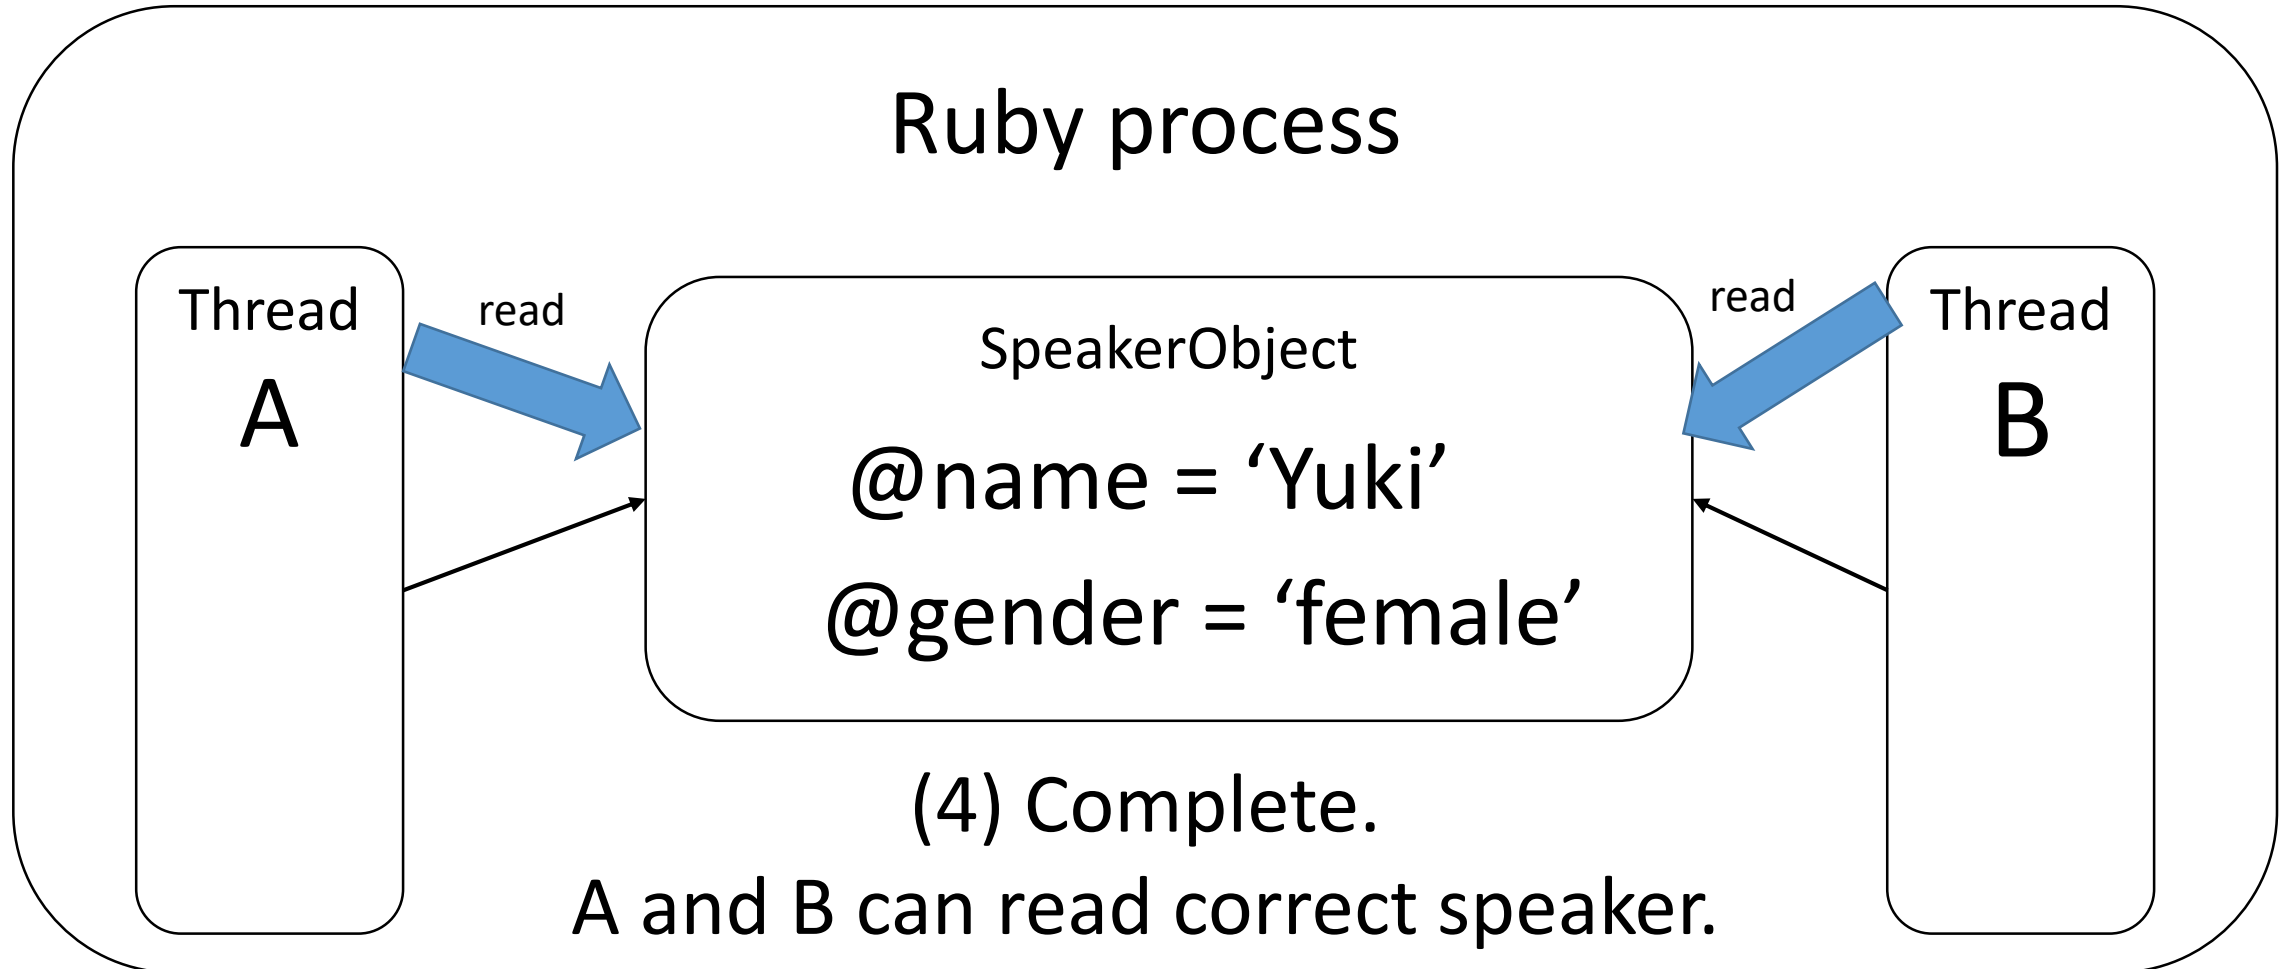 Ruby process
Thread
A
read
SpeakerObject
@name = ‘Yuki’
@gender = ‘female’
read
Thread
B
(4) Complete.
A and B can read correct speaker.